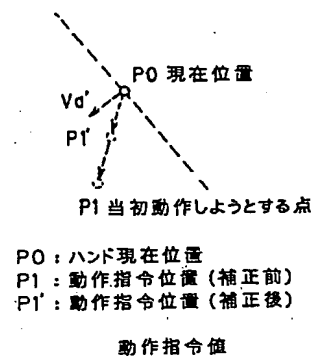 P0 現在位置
Va'
P1'
P1 当初動作しようとする点
P0 : ハンド現在位置
P1 : 動作指令位置 (補正前)
P1' : 動作指令位置 (補正後)
動作指令値